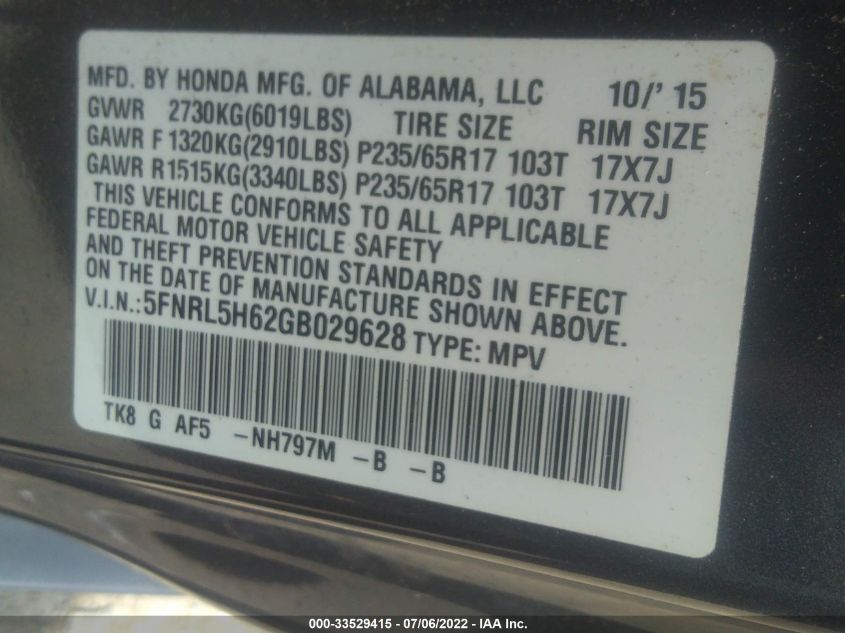 MFD. BY HONDA MFG. OF ALABAMA, LLC 10/' 15
GVWR 2730KG(6019LBS) TIRE SIZE RIM SIZE
GAWR F 1320KG(2910LBS) P235/65R17 103T 17X7J
GAWR R1515KG(3340LBS) P235/65R17 103T 17X7J
THIS VEHICLE CONFORMS TO ALL APPLICABLE
FEDERAL MOTOR VEHICLE SAFETY
AND THEFT PREVENTION STANDARDS IN EFFECT
ON THE DATE OF MANUFACTURE SHOWN ABOVE.
V.I.N.:5FNRL5H62GB029628 TYPE: MPV
TK8 G AF5 -NH797M -B -B
000-33529415 - 07/06/2022 - IAA Inc.